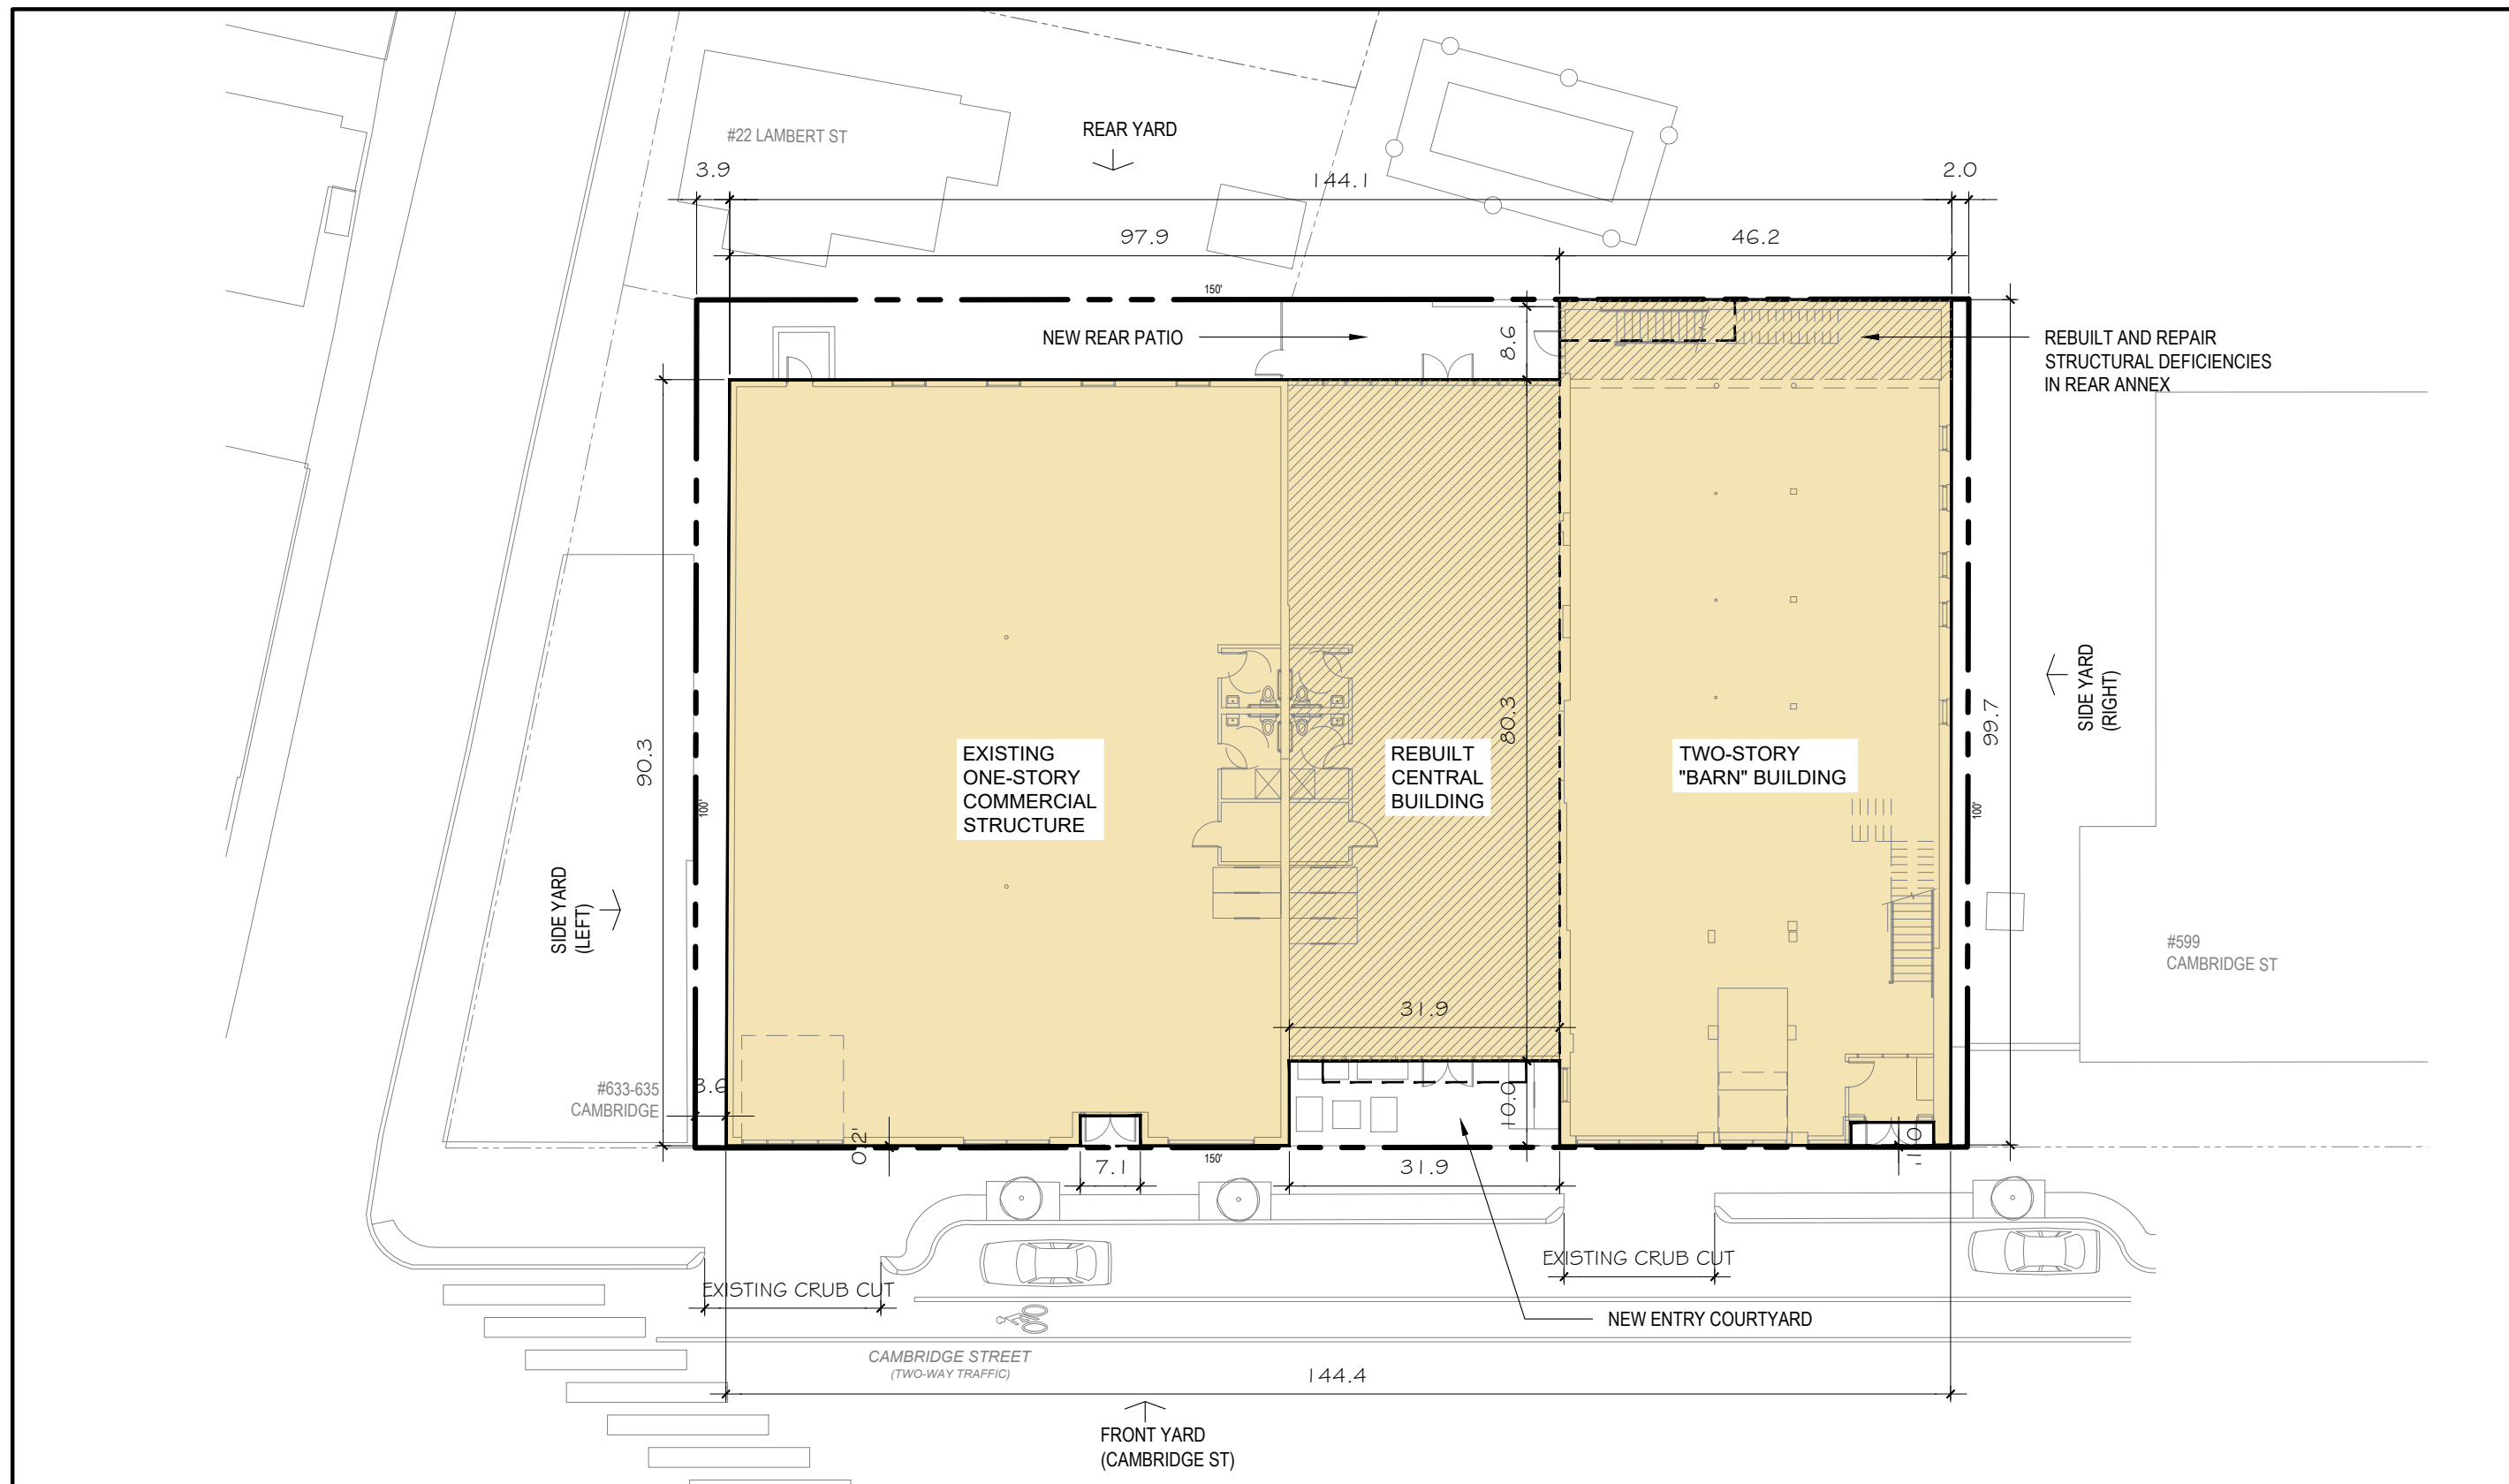 #22 LAMBERT ST
REAR YARD
3.9
144.1
2.0
97.9
46.2
150'
NEW REAR PATIO
8.6
REBUILT AND REPAIR
STRUCTURAL DEFICIENCIES
IN REAR ANNEX
SIDE YARD
(RIGHT)
90.3
80.3
99.7
EXISTING
ONE-STORY
COMMERCIAL
STRUCTURE
REBUILT
CENTRAL
BUILDING
TWO-STORY
"BARN" BUILDING
100'
100'
SIDE YARD
(LEFT)
#599
CAMBRIDGE ST
31.9
#633-635
CAMBRIDGE
3.6
10.0
0.2'
7.1
150'
31.9
EXISTING CRUB CUT
EXISTING CRUB CUT
NEW ENTRY COURTYARD
CAMBRIDGE STREET
(TWO-WAY TRAFFIC)
144.4
FRONT YARD
(CAMBRIDGE ST)